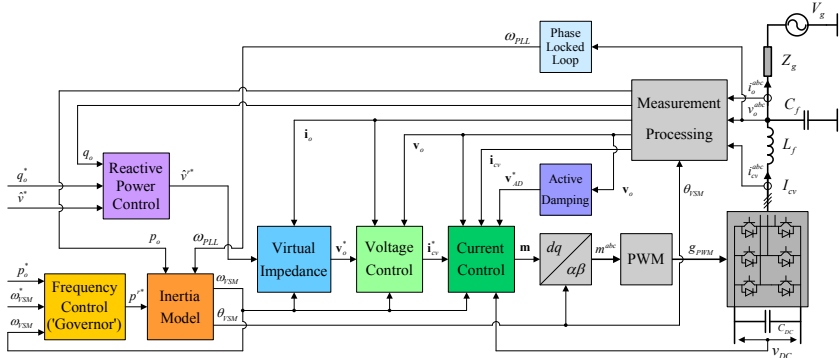 V_g
ω_PLL
Phase
Locked
Loop
Z_g
i_o^abc
v_o^abc
C_f
Measurement
Processing
L_f
i_cv^abc
I_cv
i_o
v_o
i_cv
q_o
Reactive
Power
Control
q_o^*
v̂^*
v̂^r*
v_AD^*
Active
Damping
v_o
θ_VSM
p_o
ω_PLL
Virtual
Impedance
v_o^*
Voltage
Control
i_cv^*
Current
Control
m
dq
αβ
m^abc
PWM
g_PWM
p_o^*
ω_VSM^*
ω_VSM
Frequency
Control
('Governor')
p^r*
Inertia
Model
ω_VSM
θ_VSM
C_DC
v_DC